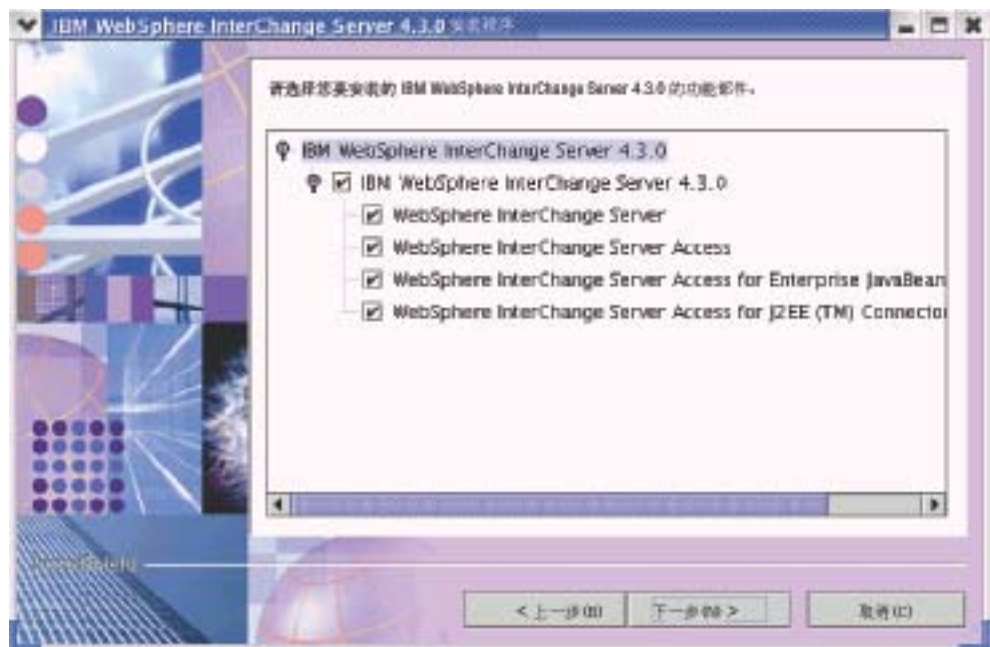 IBM WebSphere InterChange Server 4.3.0 安装程序
请选择您要安装的 IBM WebSphere InterChange Server 4.3.0 的功能部件。
IBM WebSphere InterChange Server 4.3.0
IBM WebSphere InterChange Server 4.3.0
WebSphere InterChange Server
WebSphere InterChange Server Access
WebSphere InterChange Server Access for Enterprise JavaBean
WebSphere InterChange Server Access for J2EE (TM) Connector
InstallShield
< 上一步(B)
下一步(N) >
取消(C)